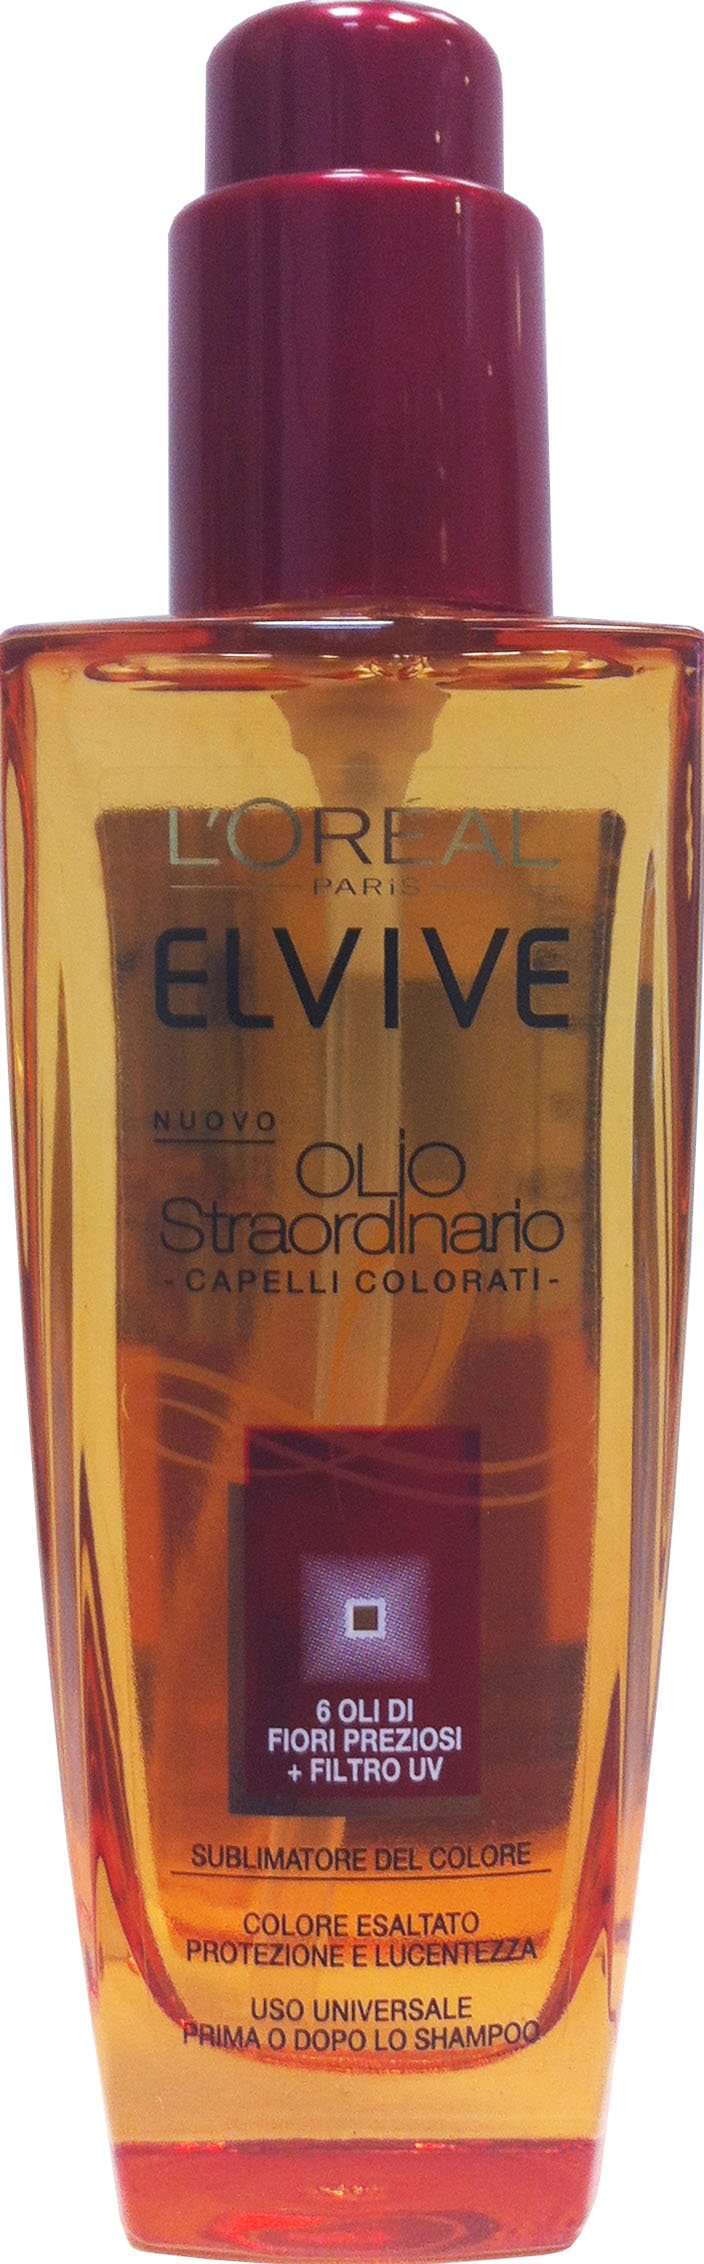 L'ORÉAL
PARiS
ELVIVE
NUOVO
OLiO
StraordInario
- CAPELLI COLORATI -
6 OLI DI
FIORI PREZIOSI
+ FILTRO UV
SUBLIMATORE DEL COLORE
COLORE ESALTATO
PROTEZIONE E LUCENTEZZA
USO UNIVERSALE
PRIMA O DOPO LO SHAMPOO